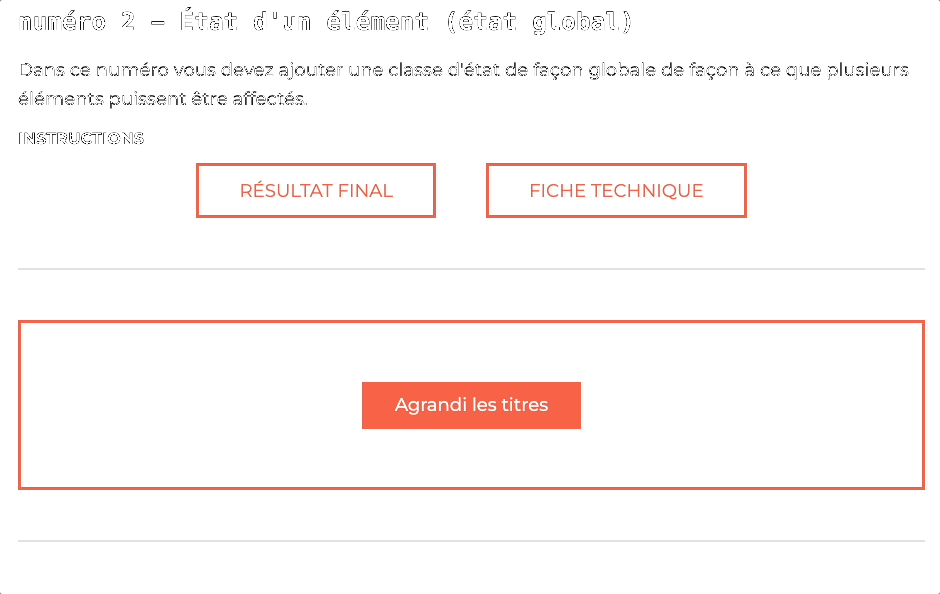 numéro 2 — État d'un élément (état global)
Dans ce numéro vous devez ajouter une classe d'état de façon globale de façon à ce que plusieurs
éléments puissent être affectés.
INSTRUCTIONS
RÉSULTAT FINAL
FICHE TECHNIQUE
Agrandi les titres